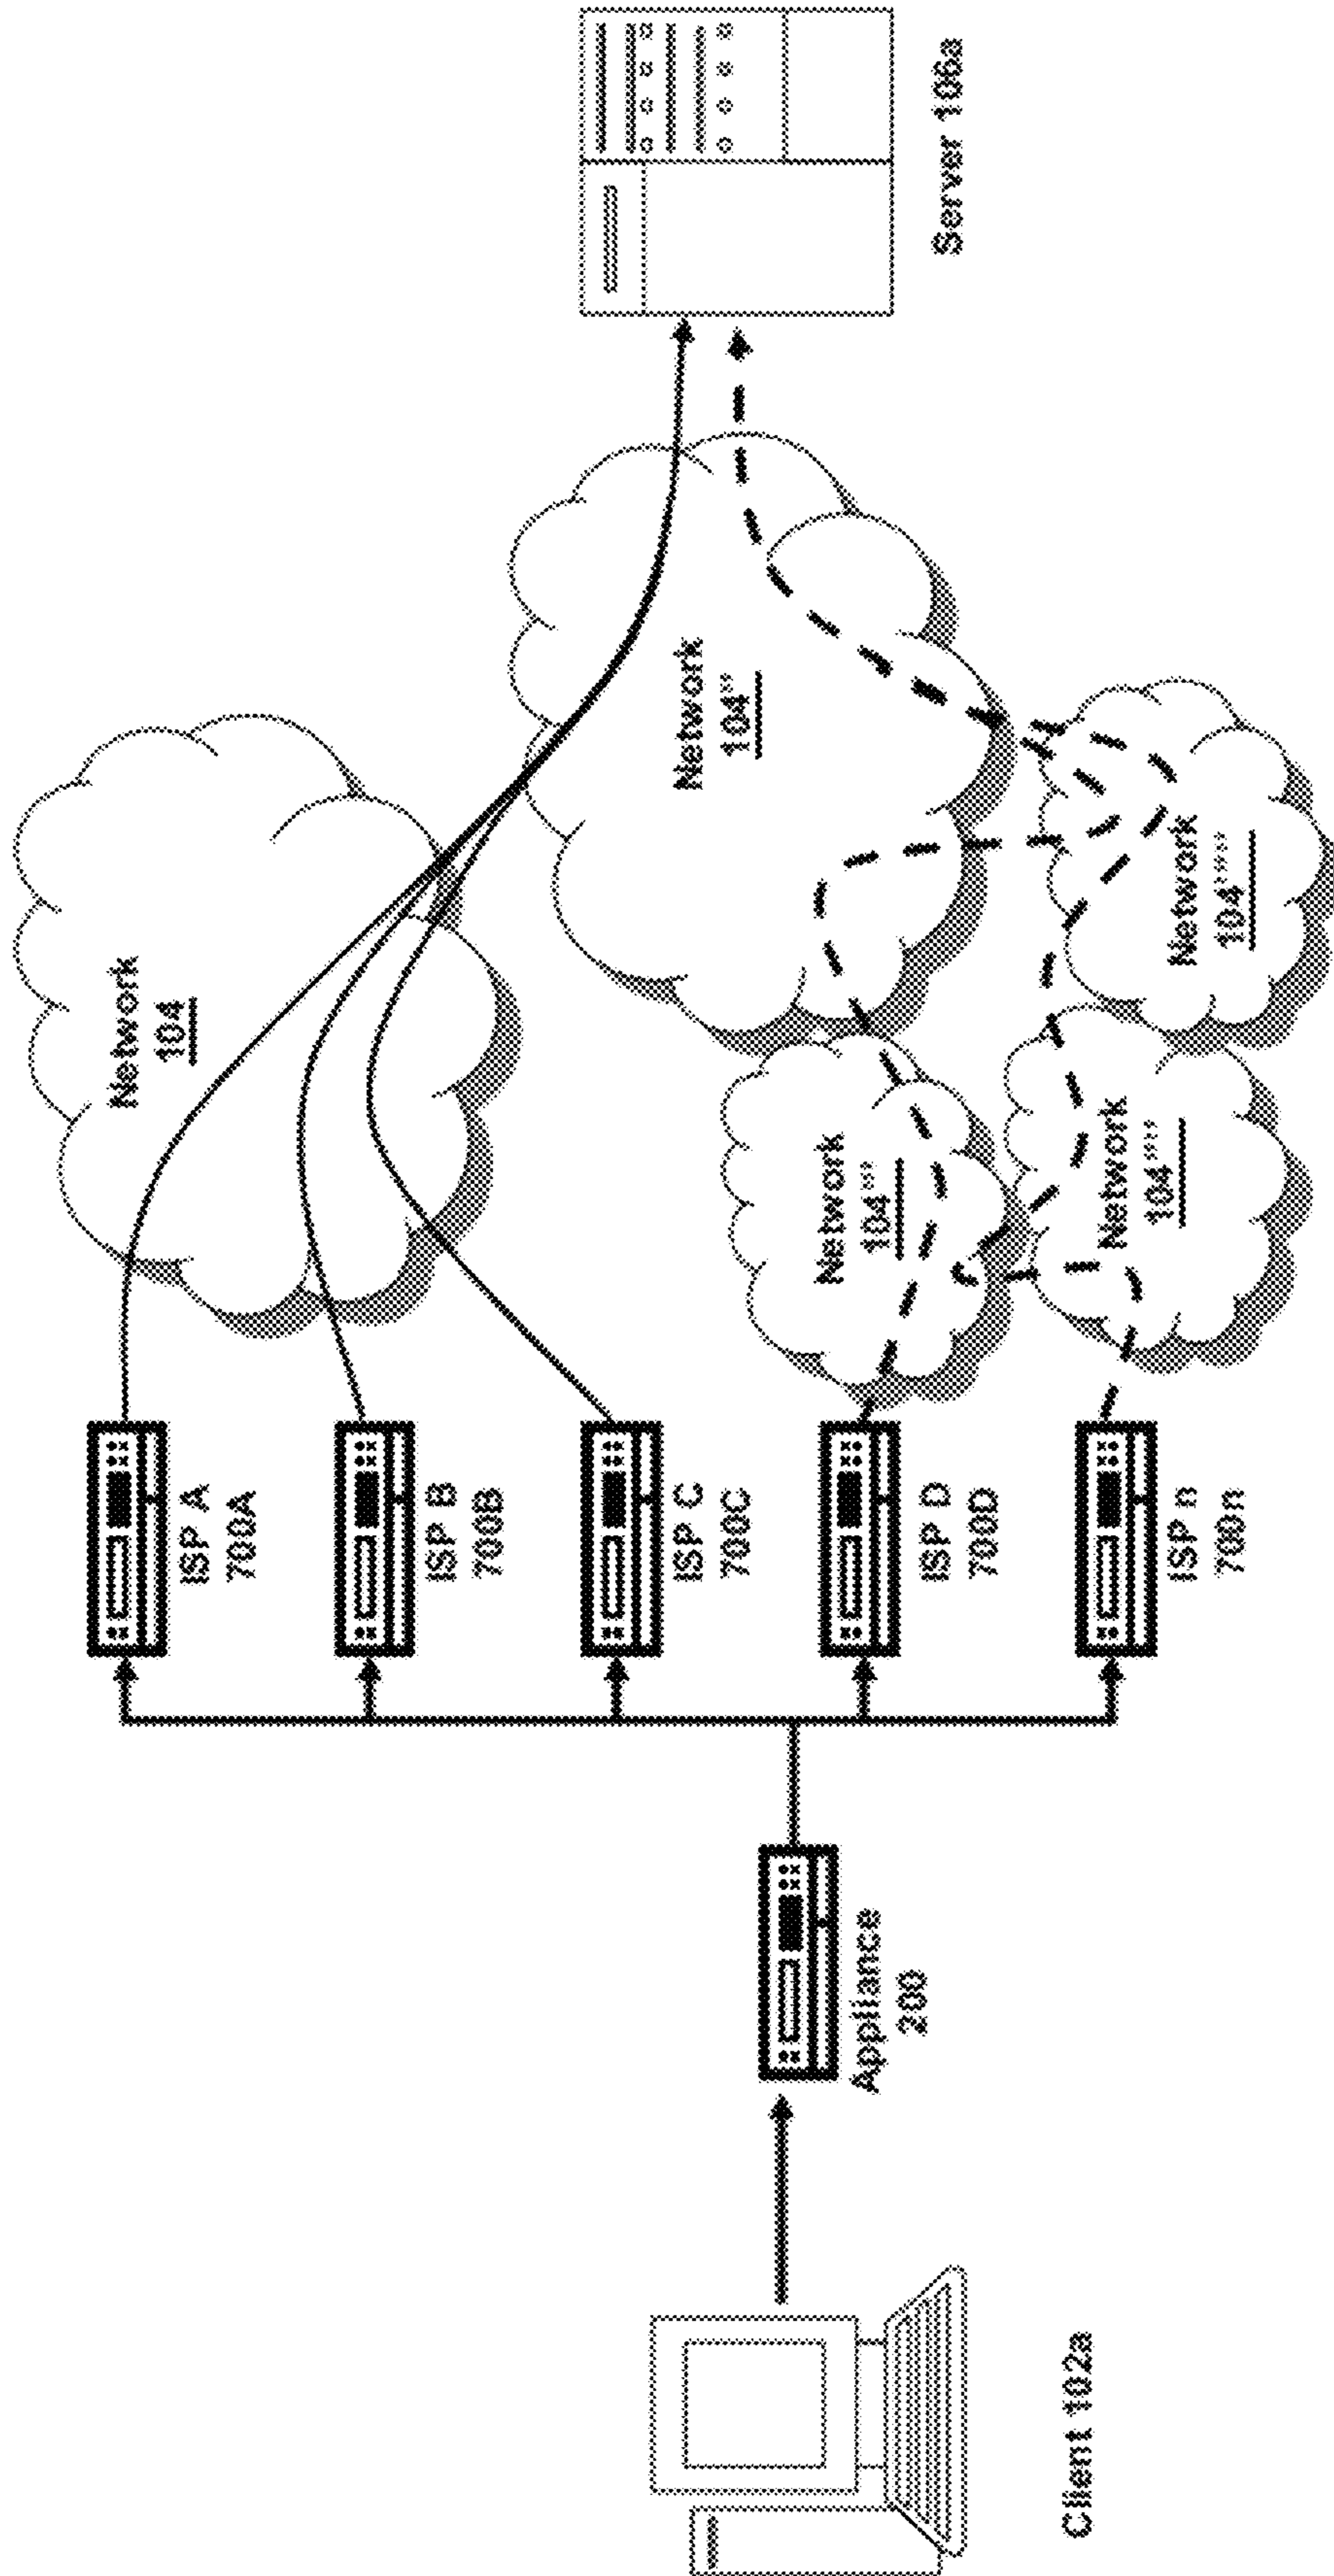 Client 102a
Appliance
200
ISP A
700A
ISP B
700B
ISP C
700C
ISP D
700D
ISP n
700n
Network
104
Network
104''
Network
104'''
Network
104''''
Network
104'''''
Server 106a